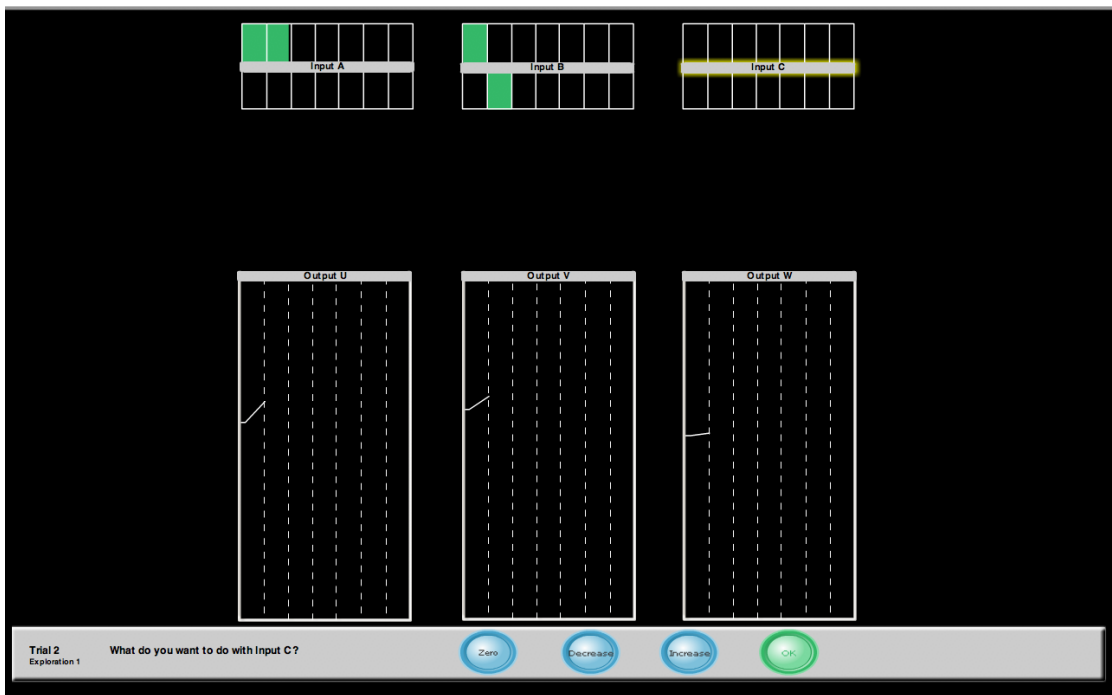 Input A
Input B
Input C
Output U
Output V
Output W
Trial 2
Exploration 1
What do you want to do with Input C?
Zero
Decrease
Increase
OK